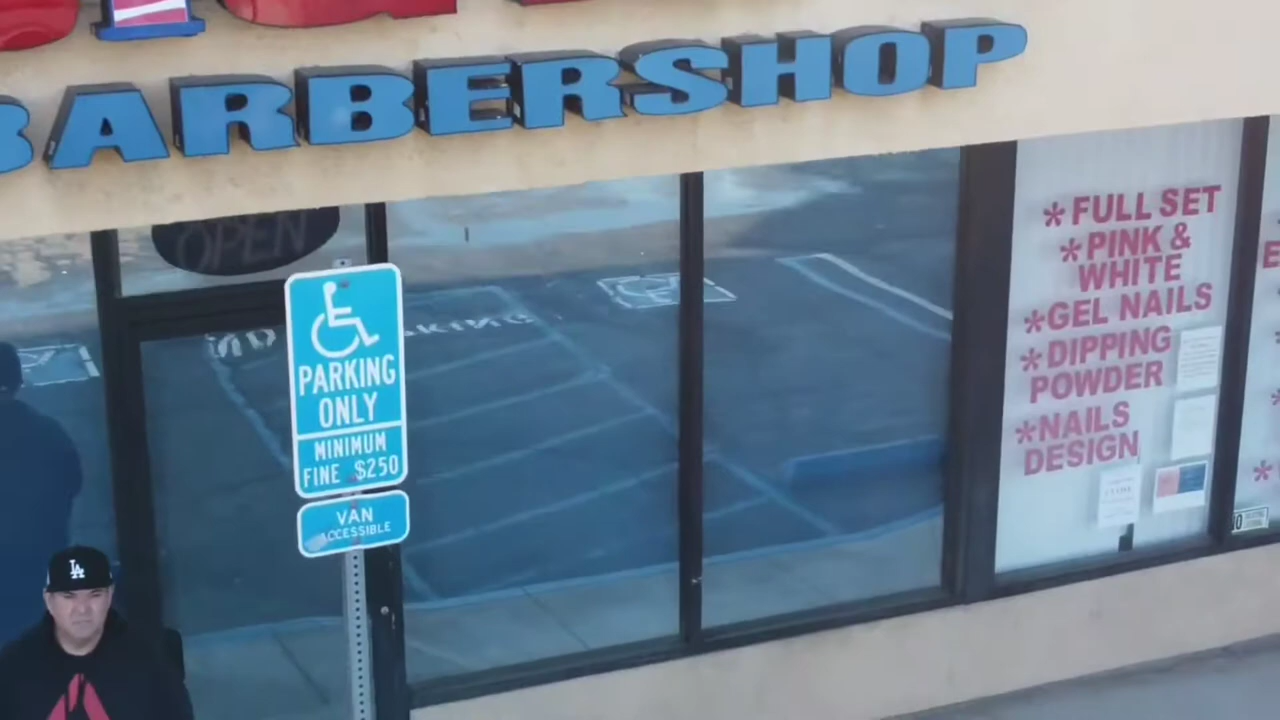 BARBERSHOP
OPEN
PARKING
ONLY
MINIMUM
FINE $250
VAN
ACCESSIBLE
LA
* FULL SET
* PINK &
WHITE
* GEL NAILS
* DIPPING
POWDER
* NAILS
DESIGN